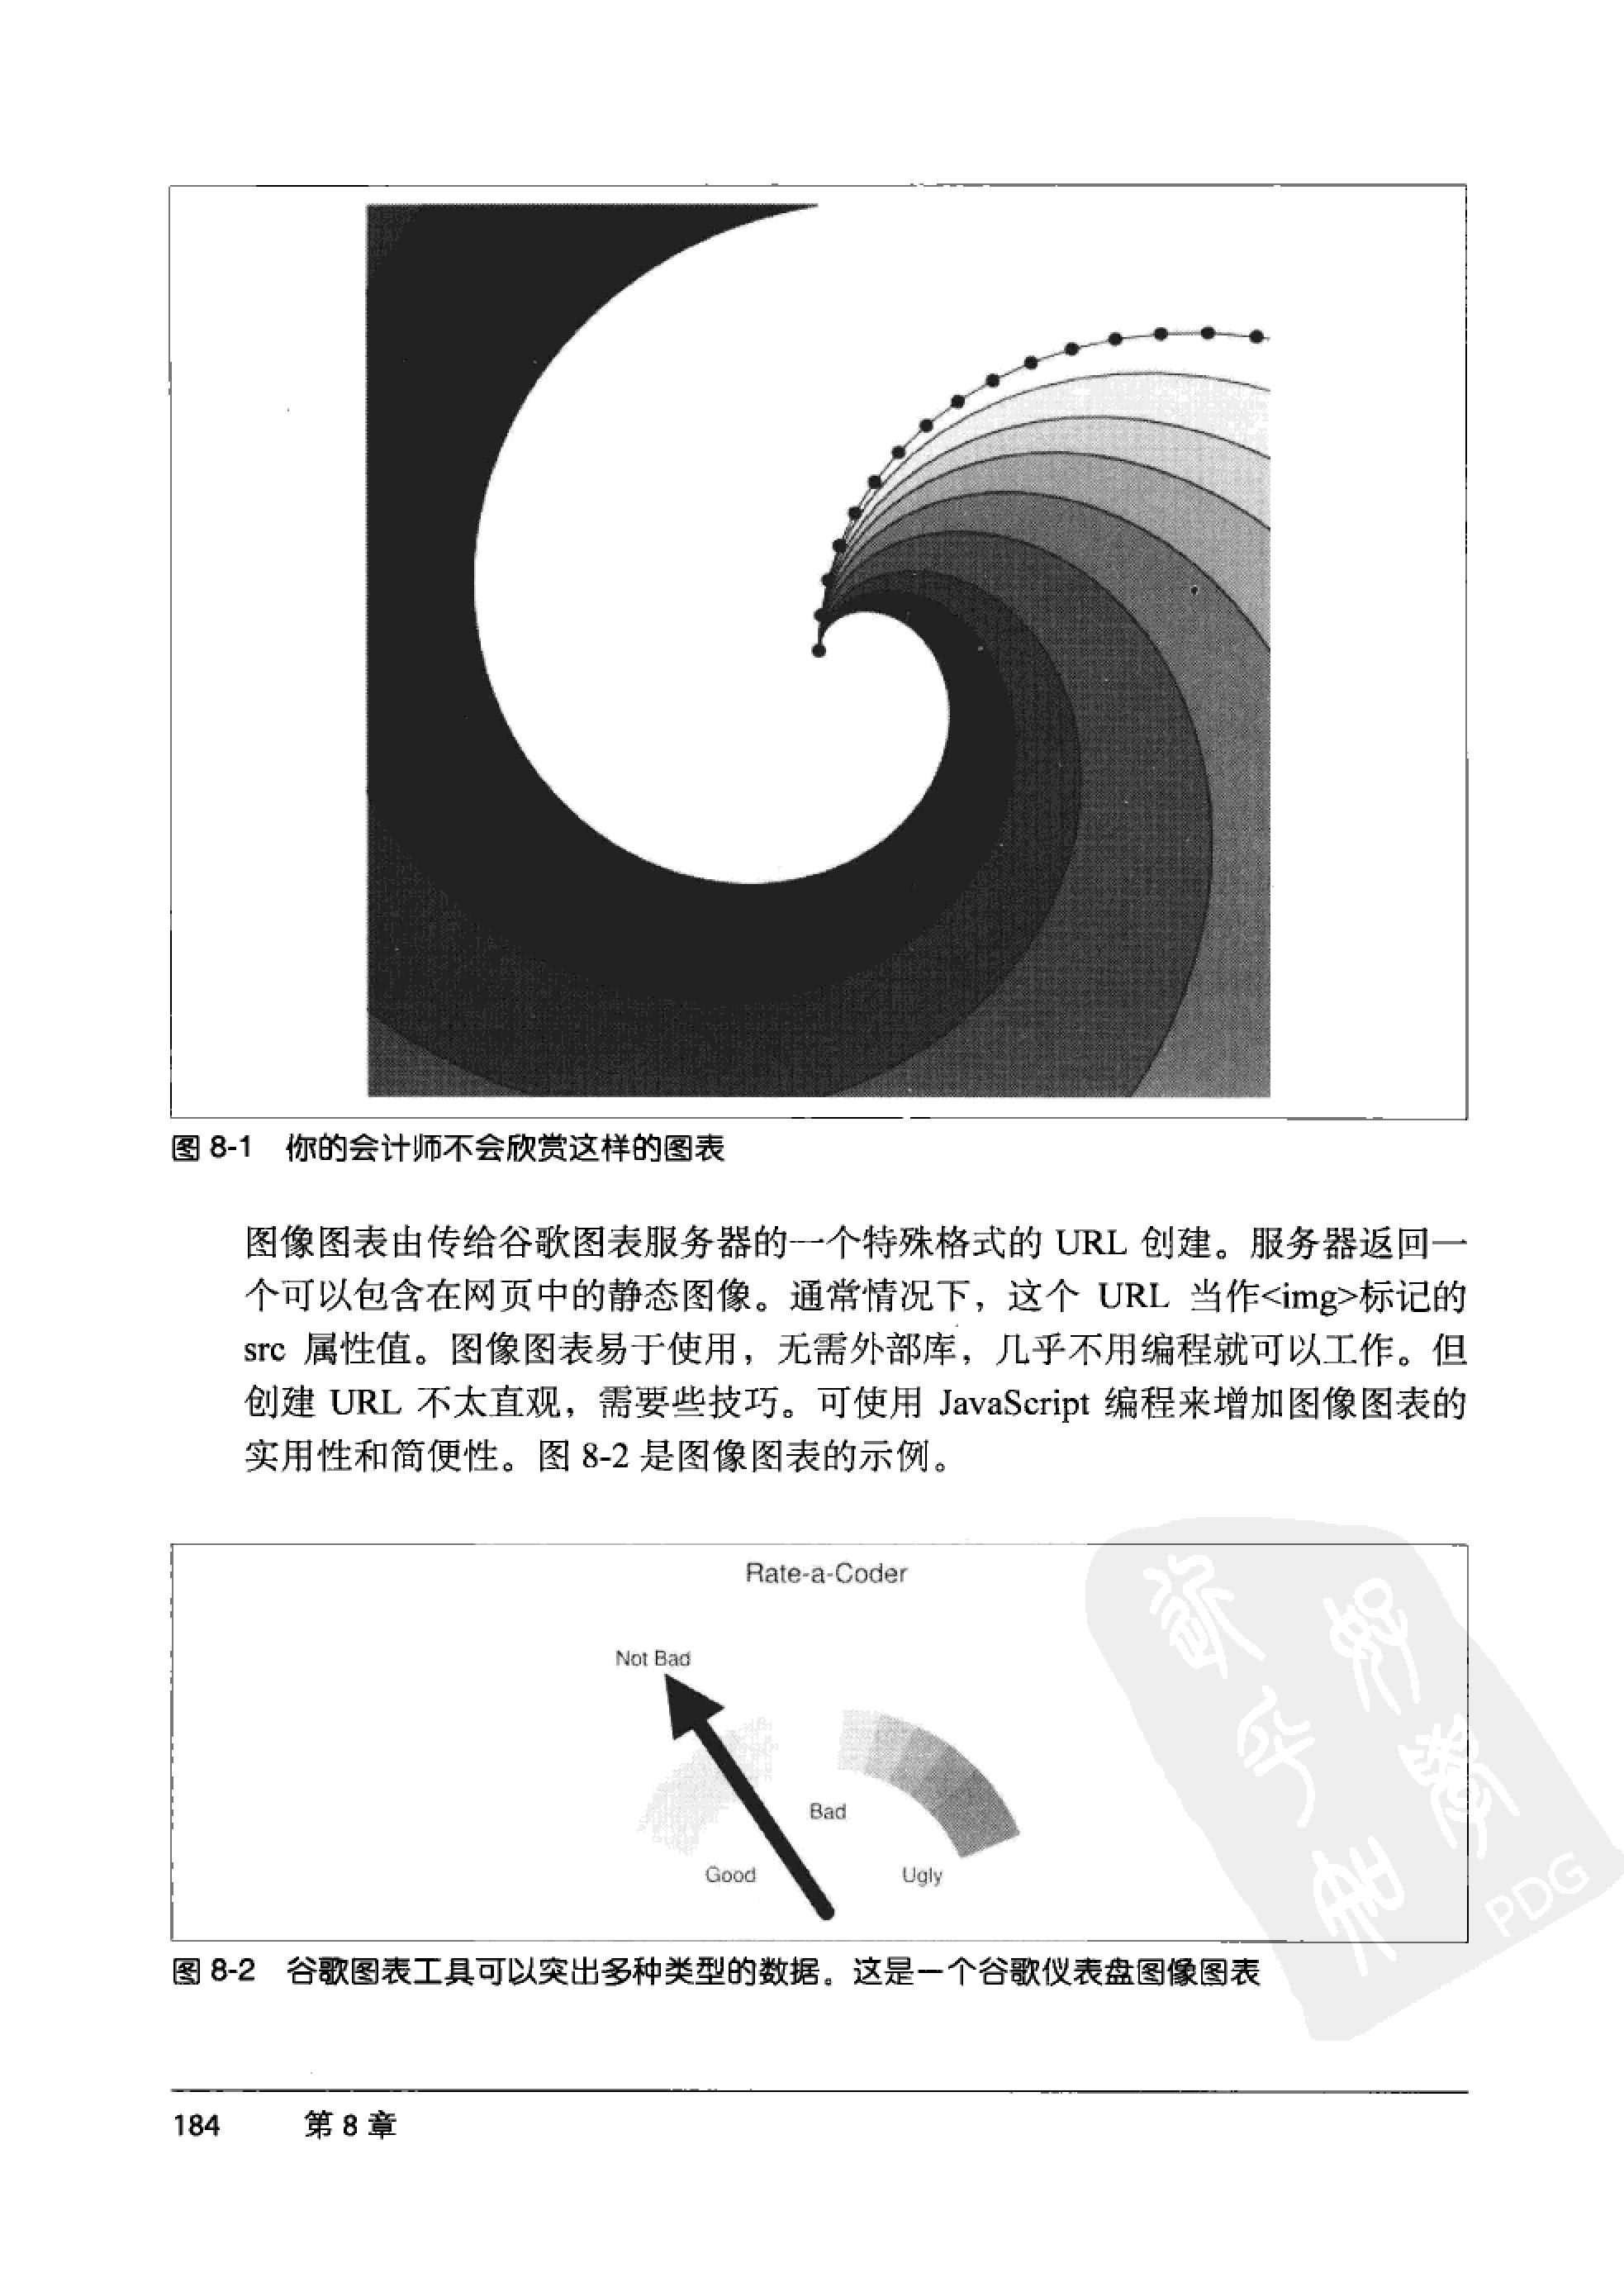 图 8-1 你的会计师不会欣赏这样的图表
图像图表由传给谷歌图表服务器的一个特殊格式的 URL 创建。服务器返回一
个可以包含在网页中的静态图像。通常情况下，这个 URL 当作<img>标记的
src 属性值。图像图表易于使用，无需外部库，几乎不用编程就可以工作。但
创建 URL 不太直观，需要些技巧。可使用 JavaScript 编程来增加图像图表的
实用性和简便性。图 8-2 是图像图表的示例。
Rate-a-Coder
Not Bad
Bad
Good
Ugly
PDG
图 8-2 谷歌图表工具可以突出多种类型的数据。这是一个谷歌仪表盘图像图表
184 第 8 章